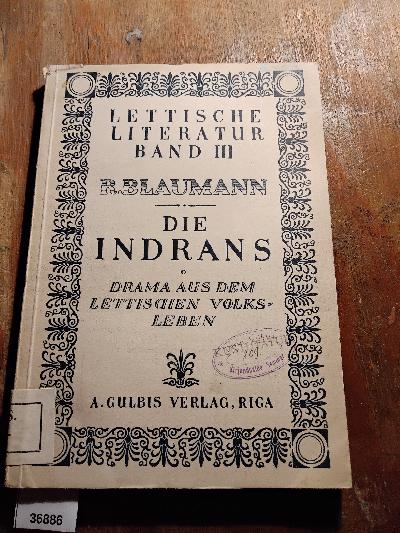 LETTISCHE
LITERATUR
BAND III
R.BLAUMANN
DIE
INDRANS
DRAMA AUS DEM
LETTISCHEN VOLKS-
LEBEN
A. GULBIS VERLAG, RIGA
36886